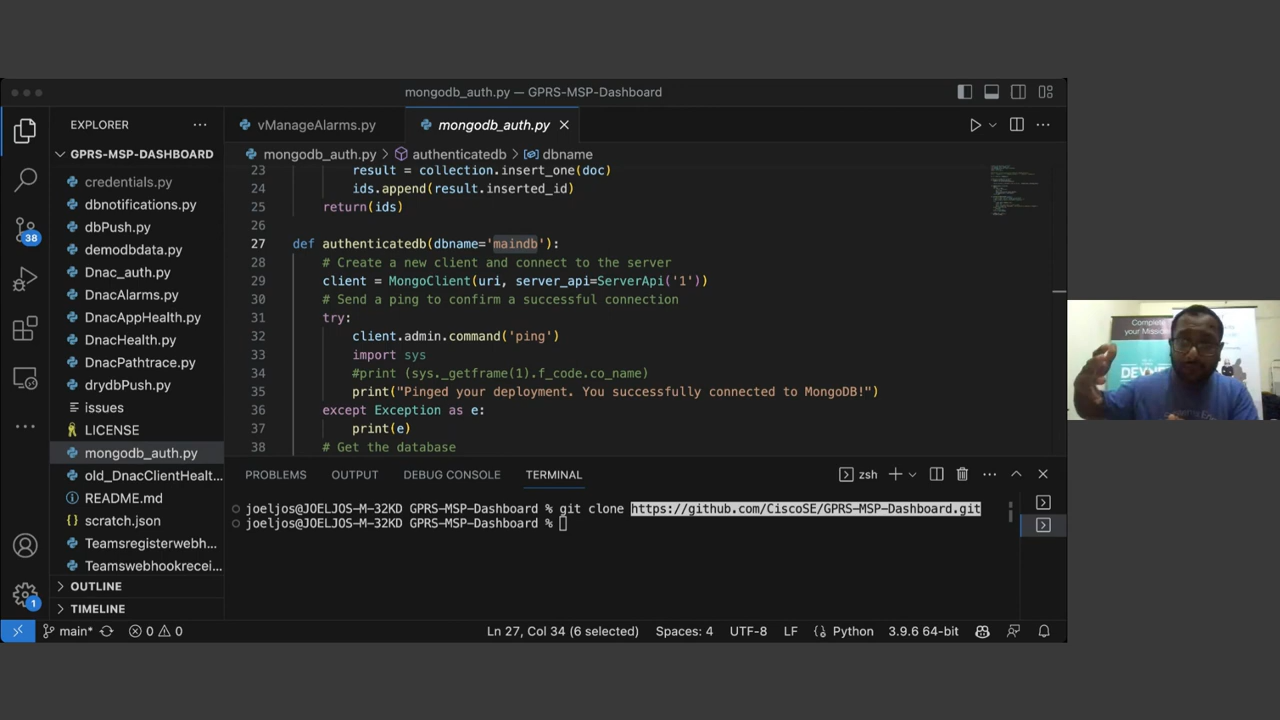 mongodb_auth.py — GPRS-MSP-Dashboard
EXPLORER
GPRS-MSP-DASHBOARD
credentials.py
dbnotifications.py
dbPush.py
demodbdata.py
Dnac_auth.py
DnacAlarms.py
DnacAppHealth.py
DnacHealth.py
DnacPathtrace.py
drydbPush.py
issues
LICENSE
mongodb_auth.py
old_DnacClientHealt...
README.md
scratch.json
Teamsregisterwebh...
Teamswebhookrecei...
OUTLINE
TIMELINE
38
1
vManageAlarms.py
mongodb_auth.py
mongodb_auth.py > authenticatedb > dbname
23 result = collection.insert_one(doc)
24 ids.append(result.inserted_id)
25 return(ids)
26
27 def authenticatedb(dbname='maindb'):
28 # Create a new client and connect to the server
29 client = MongoClient(uri, server_api=ServerApi('1'))
30 # Send a ping to confirm a successful connection
31 try:
32 client.admin.command('ping')
33 import sys
34 #print (sys._getframe(1).f_code.co_name)
35 print("Pinged your deployment. You successfully connected to MongoDB!")
36 except Exception as e:
37 print(e)
38 # Get the database
PROBLEMS OUTPUT DEBUG CONSOLE TERMINAL
zsh
joeljos@JOELJOS-M-32KD GPRS-MSP-Dashboard % git clone https://github.com/CiscoSE/GPRS-MSP-Dashboard.git
joeljos@JOELJOS-M-32KD GPRS-MSP-Dashboard %
main* 0 0
Ln 27, Col 34 (6 selected) Spaces: 4 UTF-8 LF Python 3.9.6 64-bit
Complete
your Mission